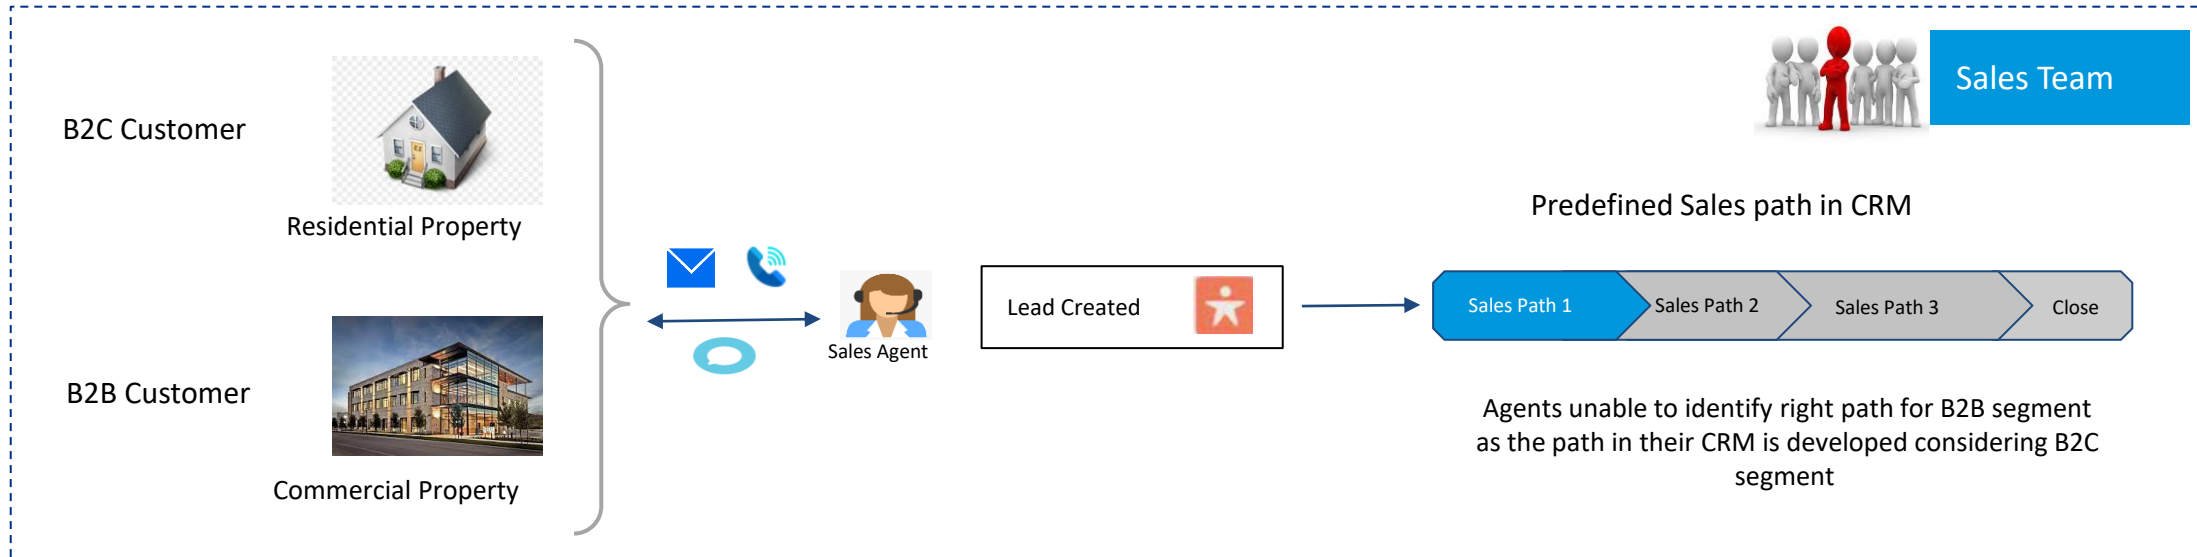 Sales Team
B2C Customer
Residential Property
Predefined Sales path in CRM
Lead Created
Sales Path 1
Sales Path 2
Sales Path 3
Close
Sales Agent
B2B Customer
Commercial Property
Agents unable to identify right path for B2B segment
as the path in their CRM is developed considering B2C
segment